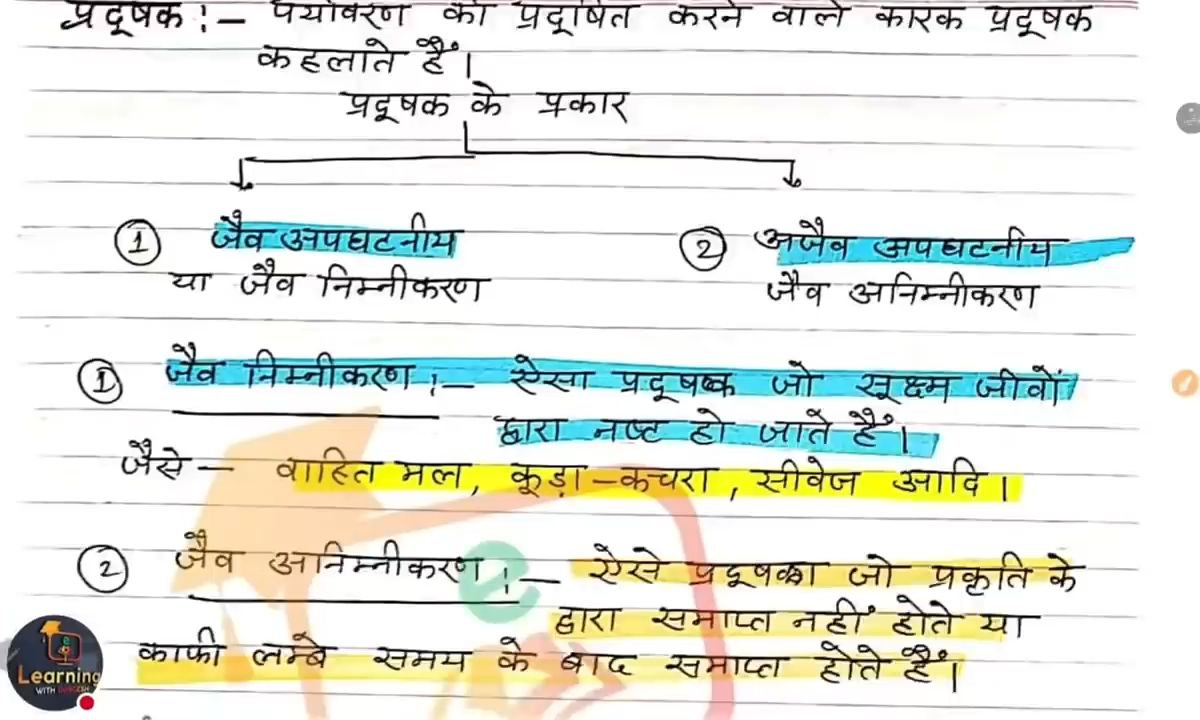 प्रदूषक :- पर्यावरण को प्रदूषित करने वाले कारक प्रदूषक
कहलाते हैं।
प्रदूषक के प्रकार
① जैव अपघटनीय
या जैव निम्नीकरण
② अजैव अपघटनीय
जैव अनिम्नीकरण
① जैव निम्नीकरण :- ऐसा प्रदूषक जो सूक्ष्म जीवों
द्वारा नष्ट हो जाते हैं।
जैसे - वाहित मल, कूड़ा-कचरा, सीवेज आदि।
② जैव अनिम्नीकरण :- ऐसे प्रदूषक जो प्रकृति के
द्वारा समाप्त नहीं होते या
काफी लम्बे समय के बाद समाप्त होते हैं।
e
Learning
WITH